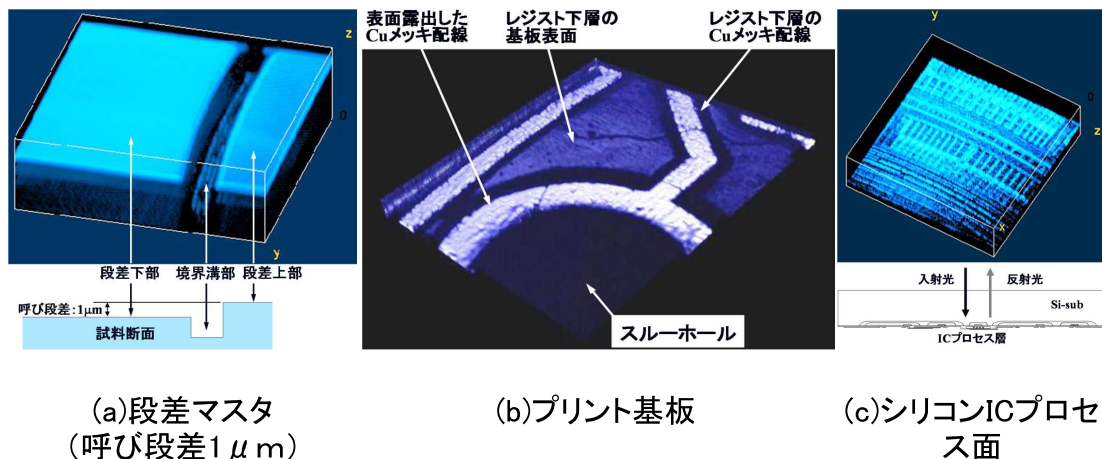 z
0
y
段差下部
境界溝部
段差上部
呼び段差:1μm
試料断面
表面露出した
Cuメッキ配線
レジスト下層の
基板表面
レジスト下層の
Cuメッキ配線
スルーホール
y
0
z
x
入射光
反射光
Si-sub
ICプロセス層
(a)段差マスタ
(呼び段差1μm)
(b)プリント基板
(c)シリコンICプロセ
ス面